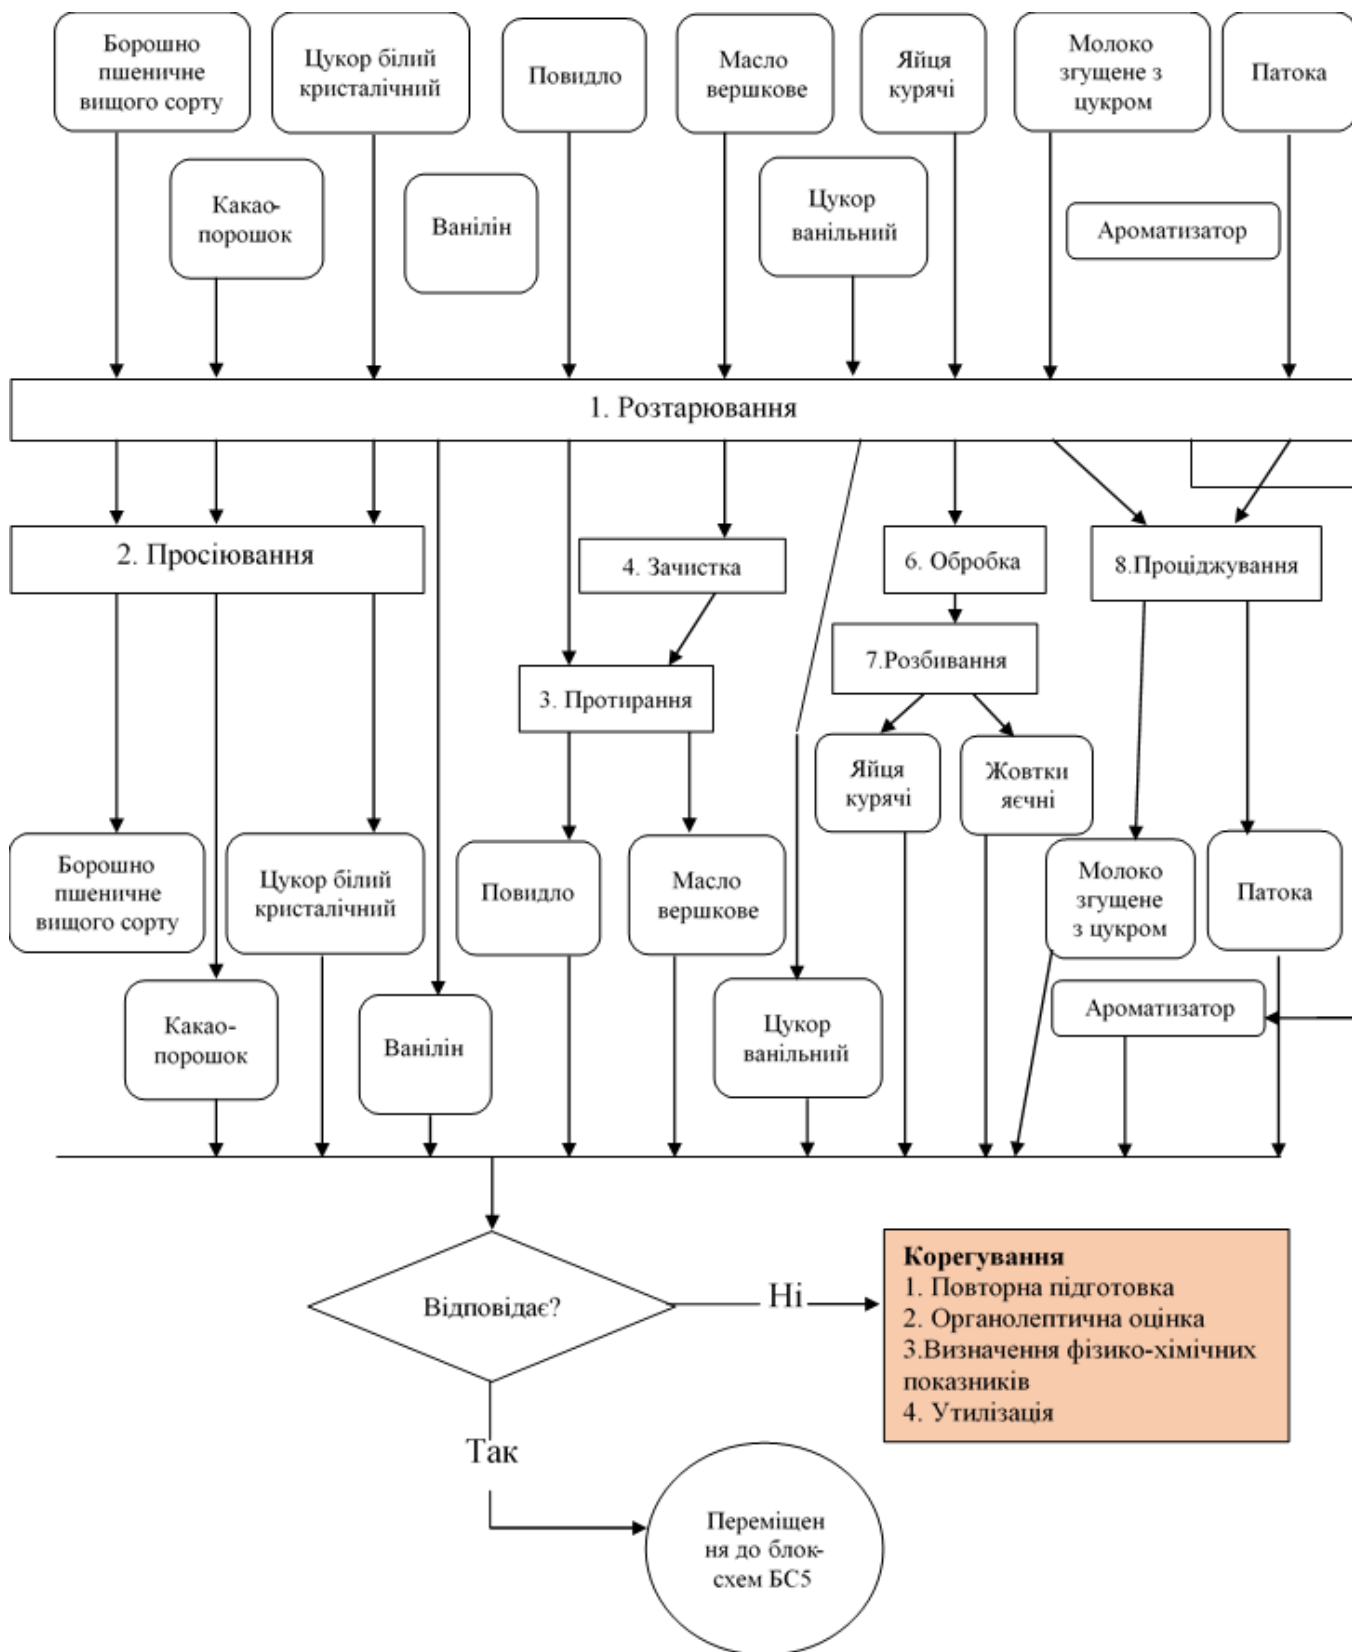 Борошно
пшеничне
вищого сорту
Цукор білий
кристалічний
Повидло
Масло
вершкове
Яйця
курячі
Молоко
згущене з
цукром
Патока
Какао-
порошок
Ванілін
Цукор
ванільний
Ароматизатор
1. Розтарювання
2. Просіювання
4. Зачистка
6. Обробка
8.Проціджування
7.Розбивання
3. Протирання
Яйця
курячі
Жовтки
яєчні
Борошно
пшеничне
вищого сорту
Цукор білий
кристалічний
Повидло
Масло
вершкове
Молоко
згущене
з цукром
Патока
Какао-
порошок
Ванілін
Цукор
ванільний
Ароматизатор
Відповідає?
Ні
Корегування
1. Повторна підготовка
2. Органолептична оцінка
3.Визначення фізико-хімічних
показників
4. Утилізація
Так
Переміщен
ня до блок-
схем БС5